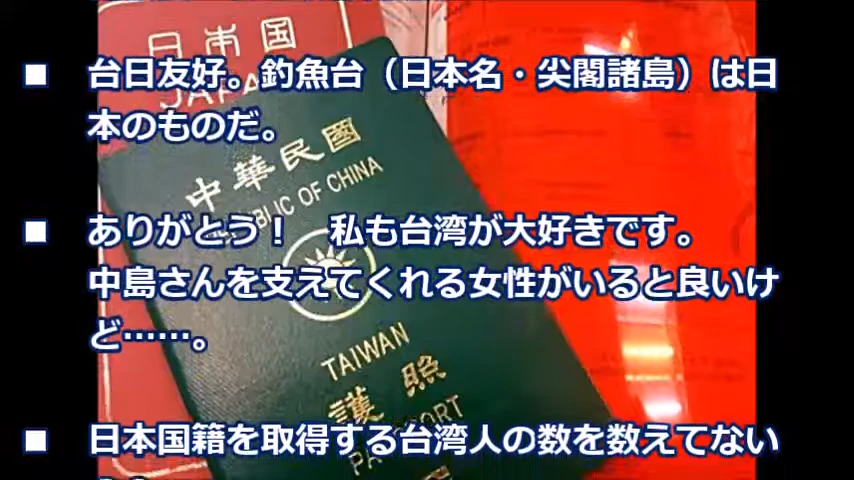 日本国
JAPA
■ 台日友好。釣魚台（日本名・尖閣諸島）は日
本のものだ。
中華民國
REPUBLIC OF CHINA
■ ありがとう！　私も台湾が大好きです。
中島さんを支えてくれる女性がいると良いけ
ど……。
TAIWAN
護照
PASSPORT
■ 日本国籍を取得する台湾人の数を数えてない